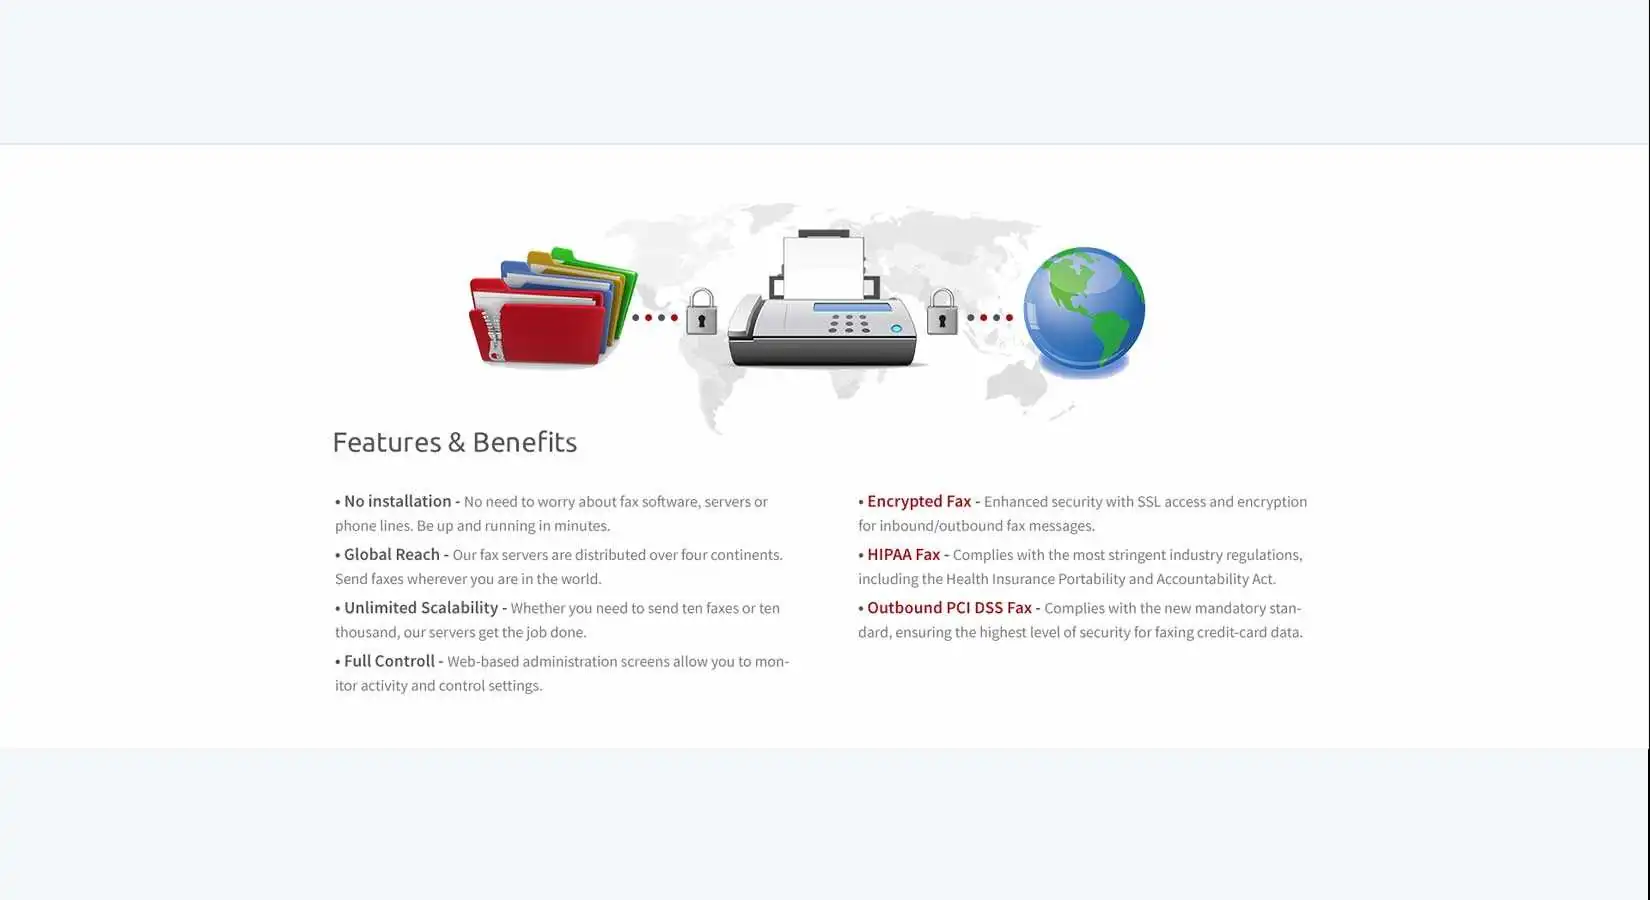 Features & Benefits
• No installation - No need to worry about fax software, servers or
phone lines. Be up and running in minutes.
• Global Reach - Our fax servers are distributed over four continents.
Send faxes wherever you are in the world.
• Unlimited Scalability - Whether you need to send ten faxes or ten
thousand, our servers get the job done.
• Full Controll - Web-based administration screens allow you to mon-
itor activity and control settings.
• Encrypted Fax - Enhanced security with SSL access and encryption
for inbound/outbound fax messages.
• HIPAA Fax - Complies with the most stringent industry regulations,
including the Health Insurance Portability and Accountability Act.
• Outbound PCI DSS Fax - Complies with the new mandatory stan-
dard, ensuring the highest level of security for faxing credit-card data.